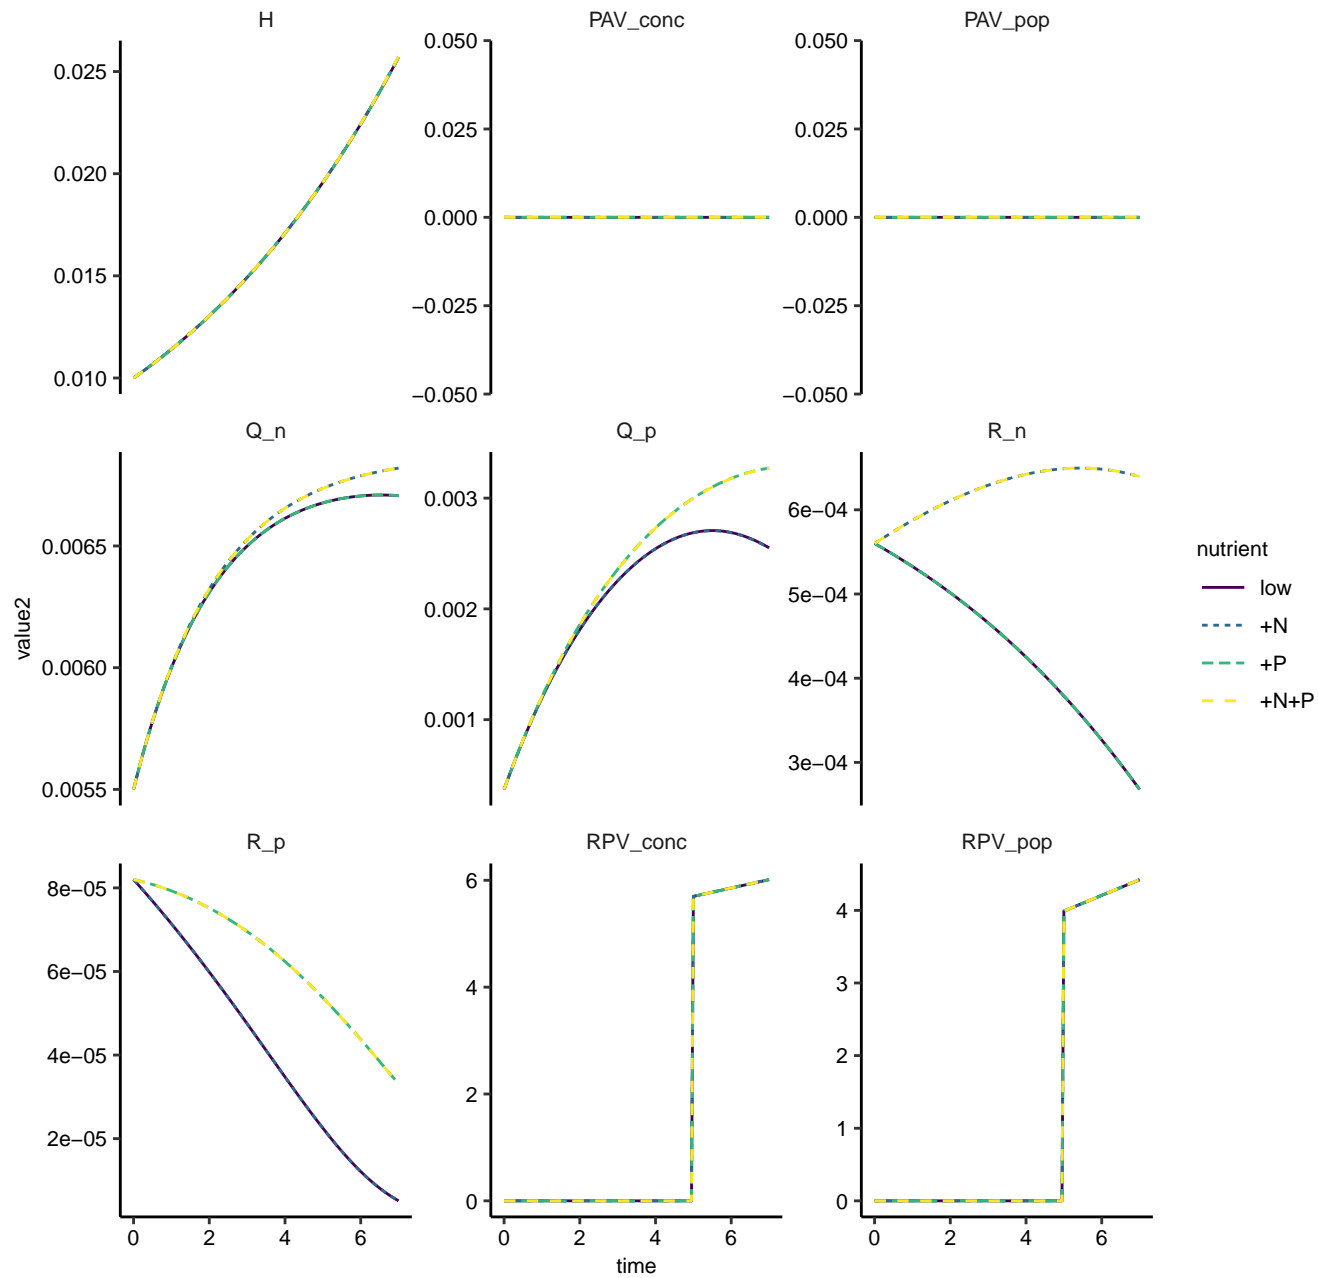 H
PAV_conc
PAV_pop
0.025
0.020
0.015
0.010
0.050
0.025
0.000
−0.025
−0.050
0.050
0.025
0.000
−0.025
−0.050
Q_n
Q_p
R_n
0.0065
0.0060
0.0055
0.003
0.002
0.001
6e−04
5e−04
4e−04
3e−04
value2
R_p
RPV_conc
RPV_pop
8e−05
6e−05
4e−05
2e−05
6
4
2
0
4
3
2
1
0
0 2 4 6
0 2 4 6
0 2 4 6
time
nutrient
low
+N
+P
+N+P